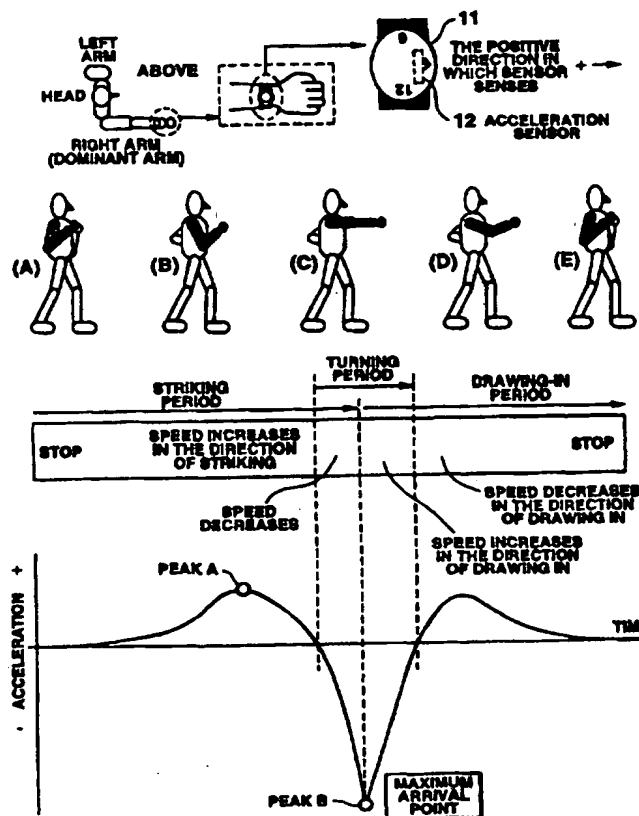 LEFT
ARM
ABOVE
HEAD
RIGHT ARM
(DOMINANT ARM)
6
12
11
THE POSITIVE
DIRECTION IN
WHICH SENSOR
SENSES
+
12 ACCELERATION
SENSOR
(A)
(B)
(C)
(D)
(E)
TURNING
PERIOD
STRIKING
PERIOD
DRAWING-IN
PERIOD
STOP
SPEED INCREASES
IN THE DIRECTION
OF STRIKING
STOP
SPEED
DECREASES
SPEED DECREASES
IN THE DIRECTION
OF DRAWING IN
SPEED INCREASES
IN THE DIRECTION
OF DRAWING IN
- ACCELERATION +
PEAK A
TIM
PEAK B
MAXIMUM
ARRIVAL
POINT